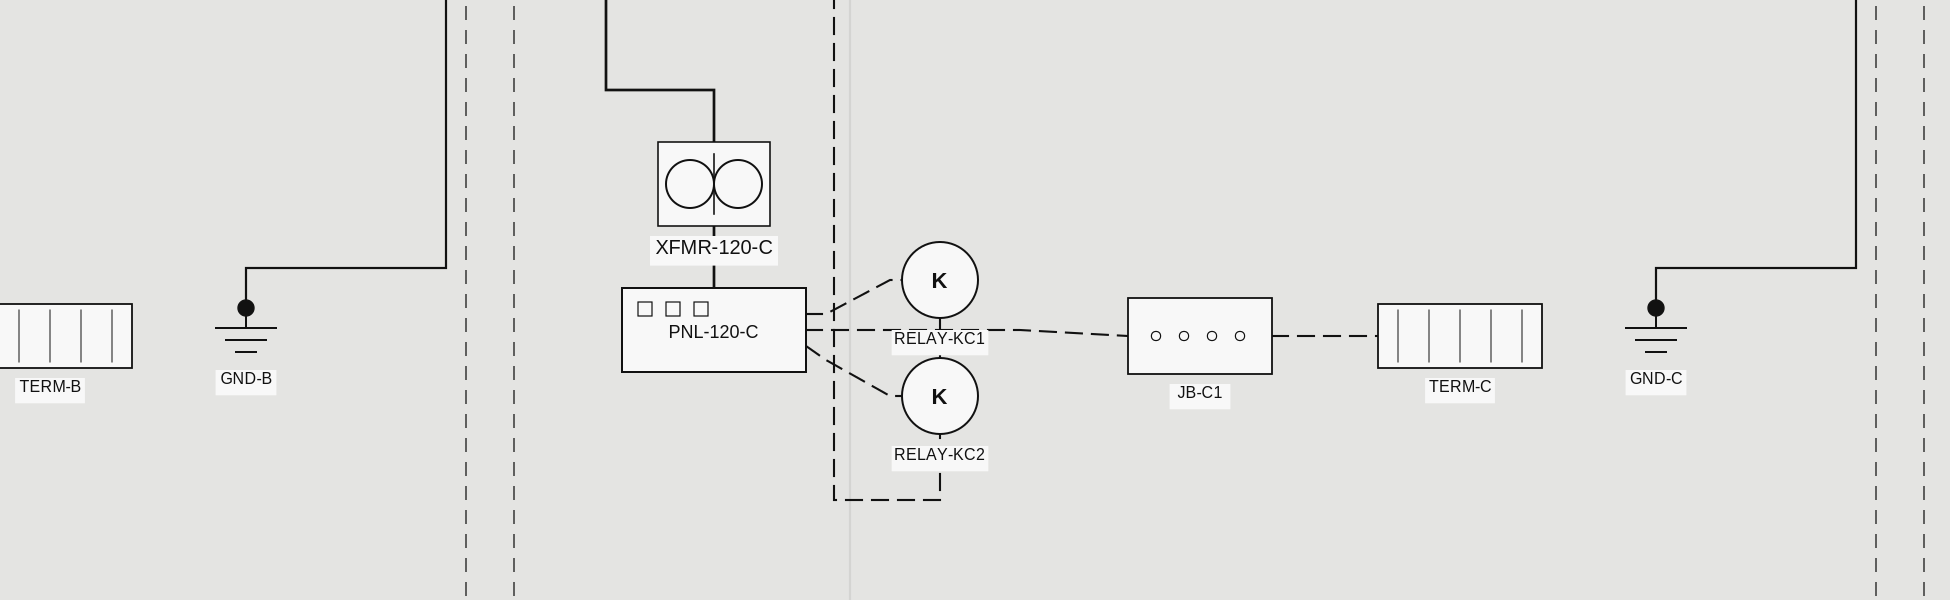 XFMR-120-C
K
PNL-120-C
RELAY-KC1
TERM-B
GND-B
K
JB-C1
TERM-C
GND-C
RELAY-KC2